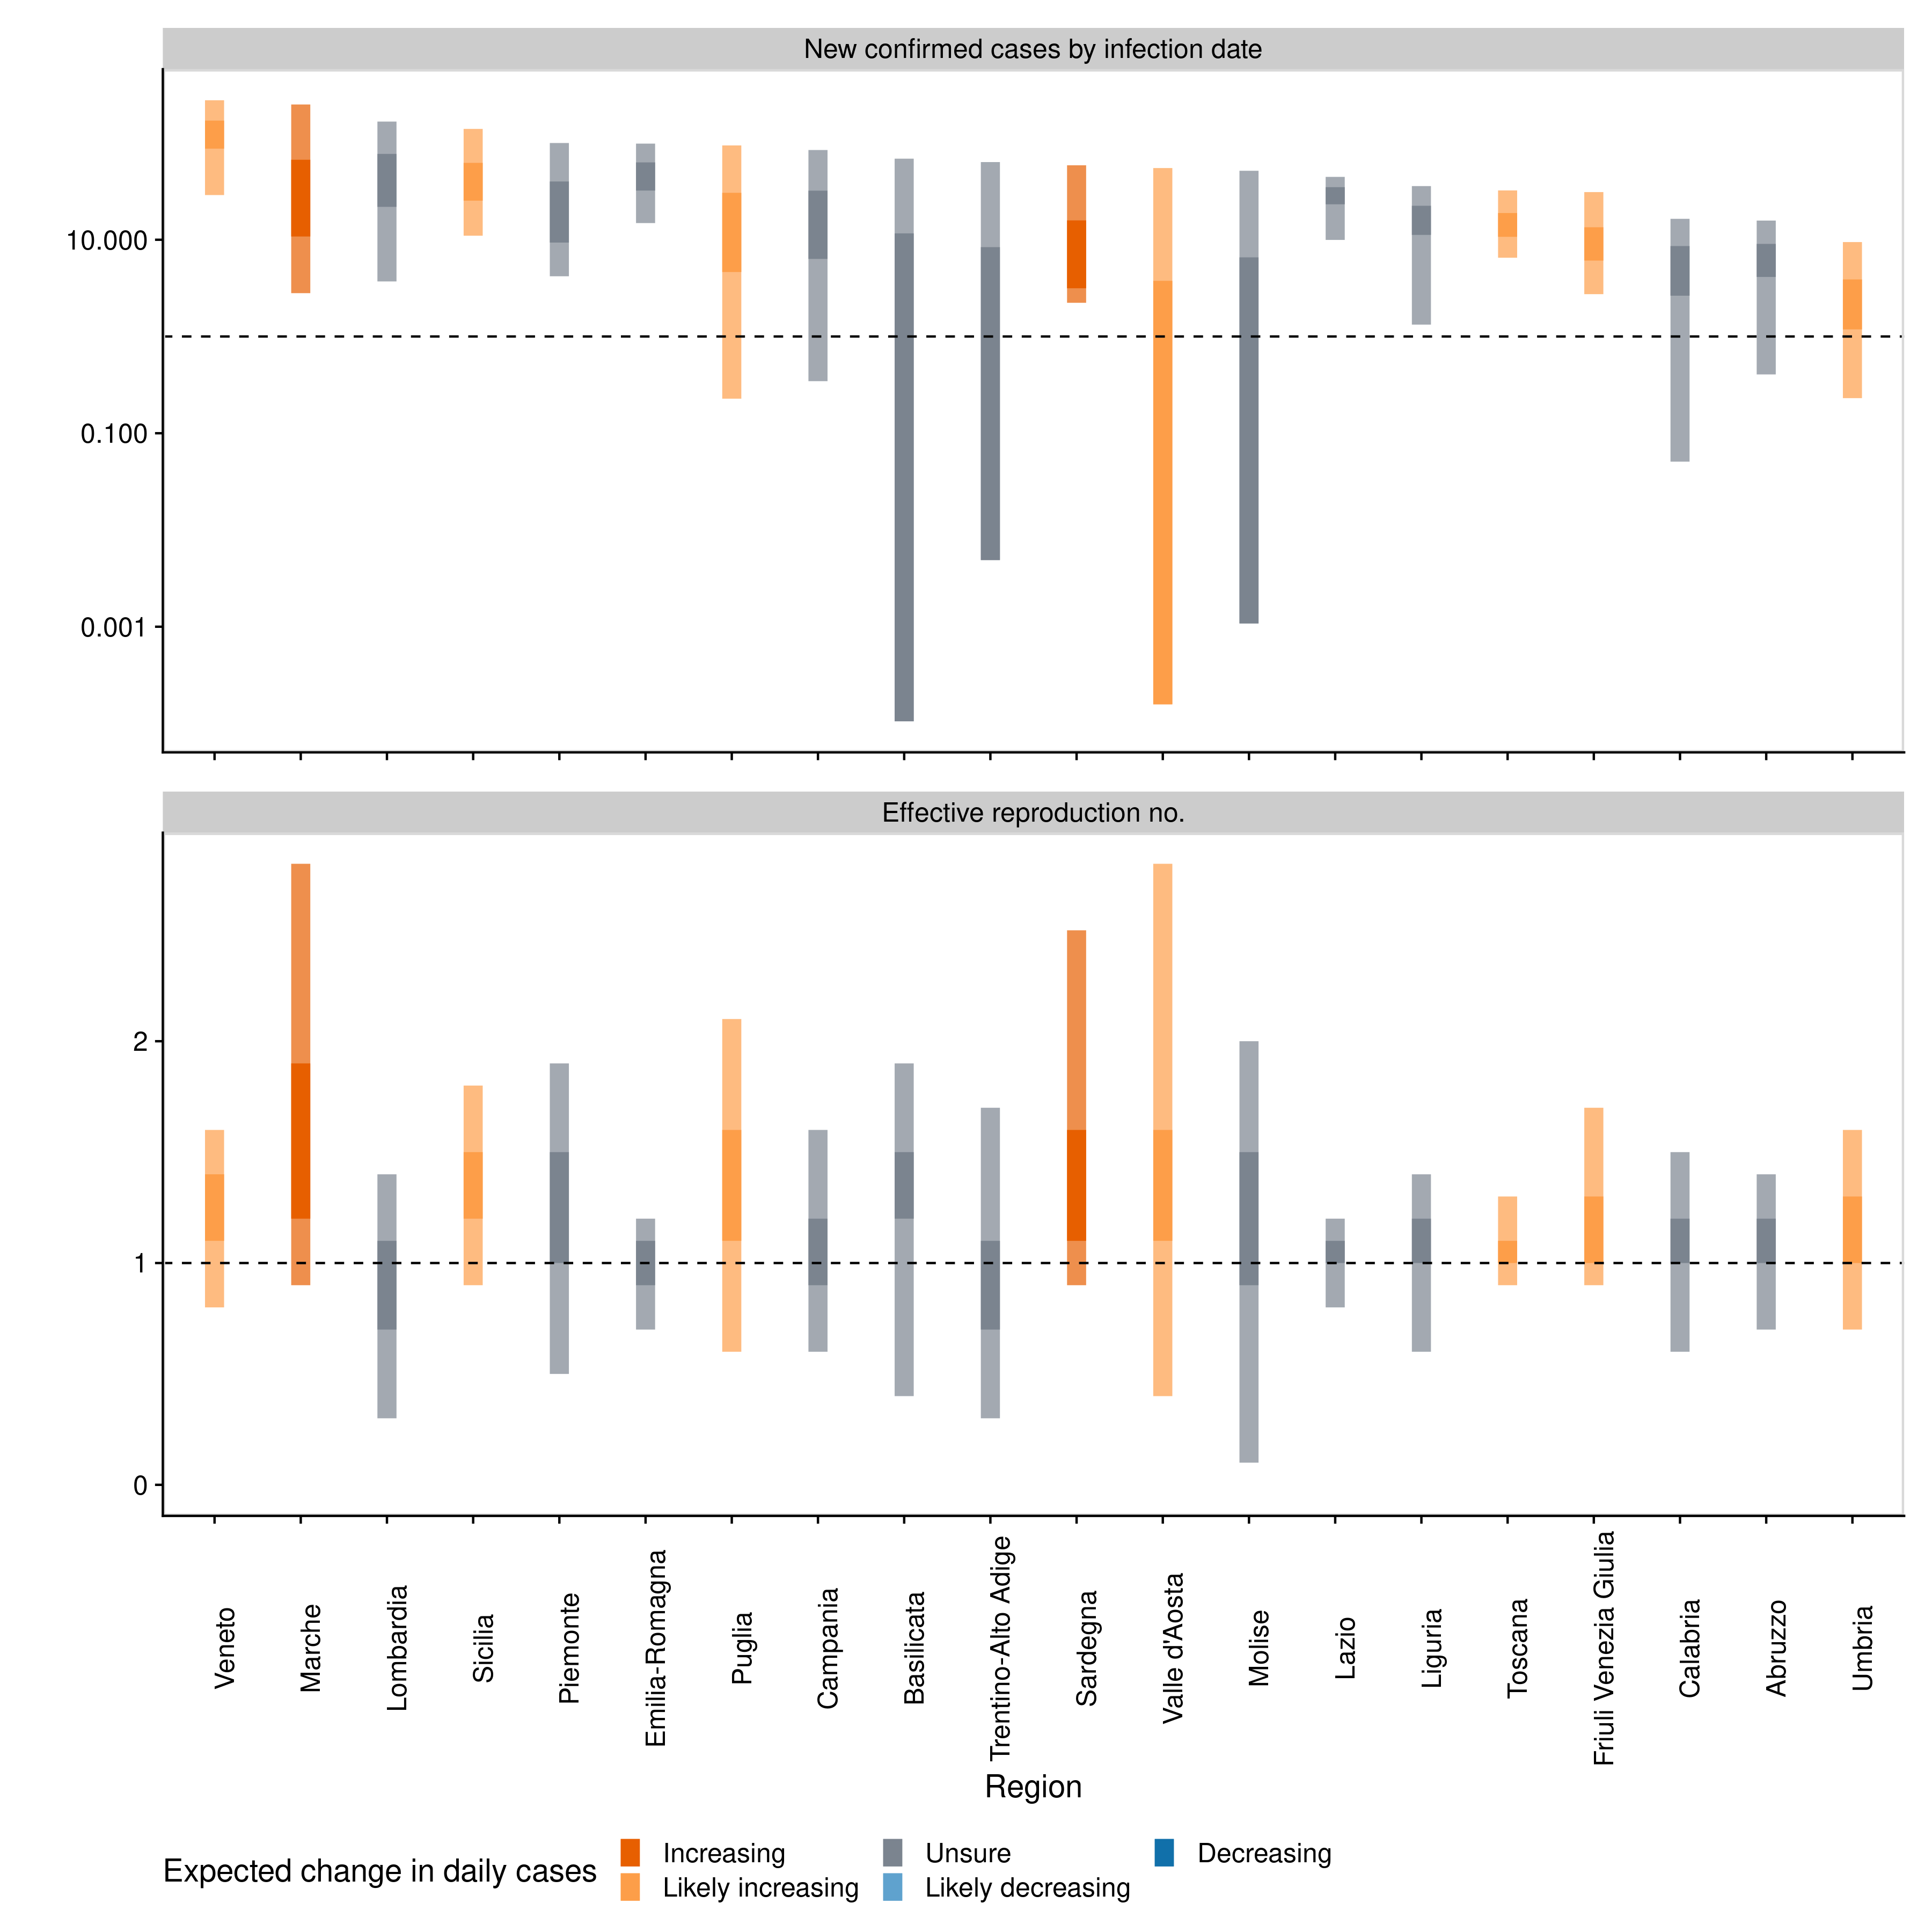 New confirmed cases by infection date
10.000
0.100
0.001
Effective reproduction no.
2
1
0
Veneto
Marche
Lombardia
Sicilia
Piemonte
Emilia-Romagna
Puglia
Campania
Basilicata
Trentino-Alto Adige
Sardegna
Valle d'Aosta
Molise
Lazio
Liguria
Toscana
Friuli Venezia Giulia
Calabria
Abruzzo
Umbria
Region
Expected change in daily cases
Increasing
Unsure
Decreasing
Likely increasing
Likely decreasing